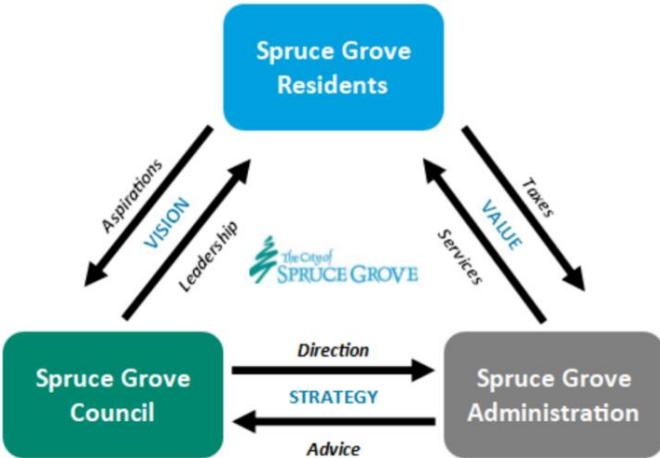 Spruce Grove
Residents
Aspirations
VISION
Leadership
Taxes
VALUE
Services
The City of
SPRUCE GROVE
Spruce Grove
Council
Direction
STRATEGY
Advice
Spruce Grove
Administration